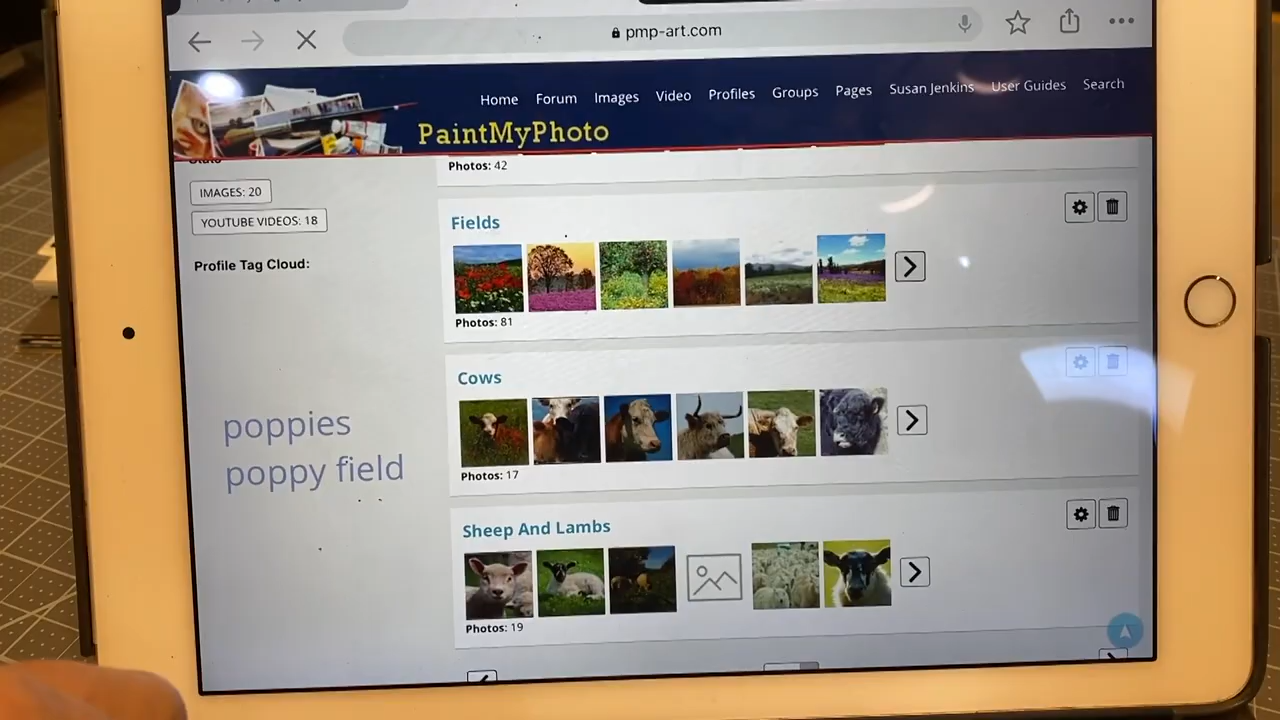 pmp-art.com
Home Forum Images Video Profiles Groups Pages Susan Jenkins User Guides Search
PaintMyPhoto
Photos: 42
IMAGES: 20
YOUTUBE VIDEOS: 18
Profile Tag Cloud:
poppies
poppy field
Fields
Photos: 81
Cows
Photos: 17
Sheep And Lambs
Photos: 19